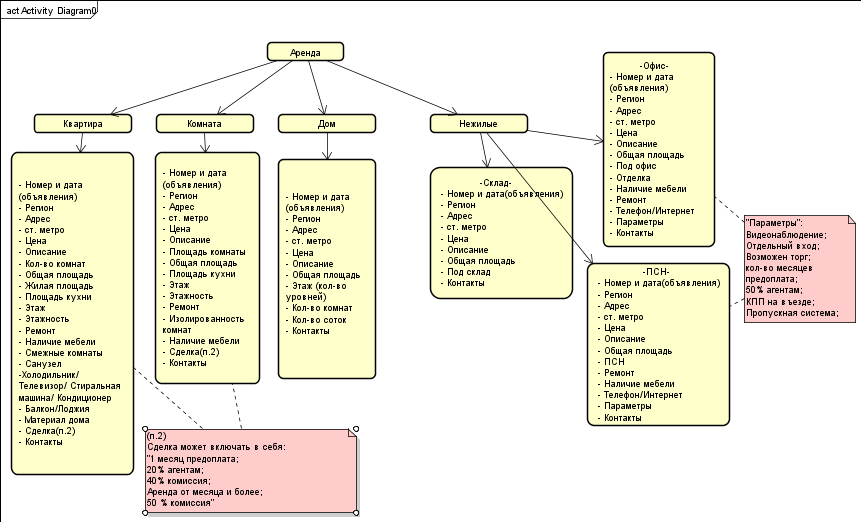 act Activity Diagram0
Аренда
Квартира
Комната
Дом
Нежилые
- Номер и дата
(объявления)
- Регион
- Адрес
- ст. метро
- Цена
- Описание
- Кол-во комнат
- Общая площадь
- Жилая площадь
- Площадь кухни
- Этаж
- Этажность
- Ремонт
- Наличие мебели
- Смежные комнаты
- Санузел
-Холодильник/
Телевизор/ Стиральная
машина/ Кондиционер
- Балкон/Лоджия
- Материал дома
- Сделка(п.2)
- Контакты
- Номер и дата
(объявления)
- Регион
- Адрес
- ст. метро
- Цена
- Описание
- Площадь комнаты
- Общая площадь
- Площадь кухни
- Этаж
- Этажность
- Ремонт
- Изолированность
комнат
- Наличие мебели
- Сделка(п.2)
- Контакты
- Номер и дата
(объявления)
- Регион
- Адрес
- ст. метро
- Цена
- Описание
- Общая площадь
- Этаж (кол-во
уровней)
- Кол-во комнат
- Кол-во соток
- Контакты
-Склад-
- Номер и дата(объявления)
- Регион
- Адрес
- ст. метро
- Цена
- Описание
- Общая площадь
- Под склад
- Контакты
-Офис-
- Номер и дата
(объявления)
- Регион
- Адрес
- ст. метро
- Цена
- Описание
- Общая площадь
- Под офис
- Отделка
- Наличие мебели
- Ремонт
- Телефон/Интернет
- Параметры
- Контакты
-ПСН-
- Номер и дата(объявления)
- Регион
- Адрес
- ст. метро
- Цена
- Описание
- Общая площадь
- ПСН
- Ремонт
- Наличие мебели
- Телефон/Интернет
- Параметры
- Контакты
"Параметры":
Видеонаблюдение;
Отдельный вход;
Возможен торг;
кол-во месяцев
предоплата;
50% агентам;
КПП на въезде;
Пропускная система;
(п.2)
Сделка может включать в себя:
"1 месяц предоплата;
20% агентам;
40% комиссия;
Аренда от месяца и более;
50 % комиссия"